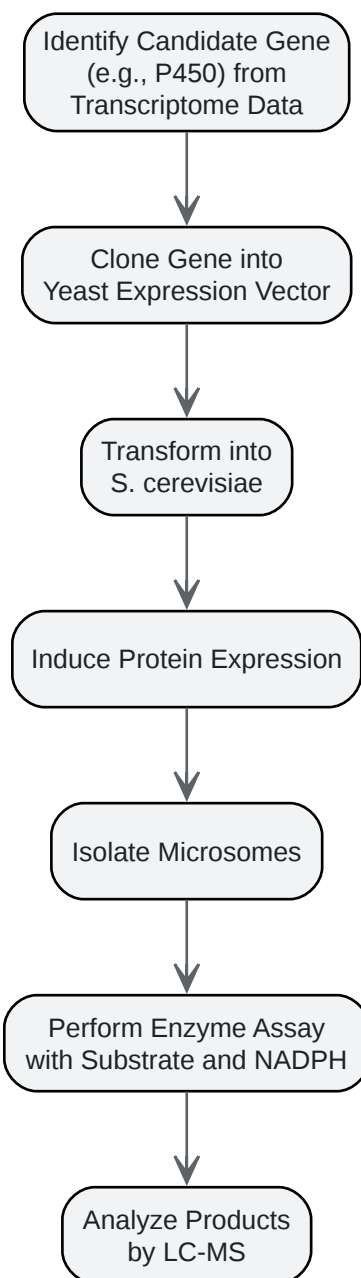 Identify Candidate Gene
(e.g., P450) from
Transcriptome Data
Clone Gene into
Yeast Expression Vector
Transform into
S. cerevisiae
Induce Protein Expression
Isolate Microsomes
Perform Enzyme Assay
with Substrate and NADPH
Analyze Products
by LC-MS